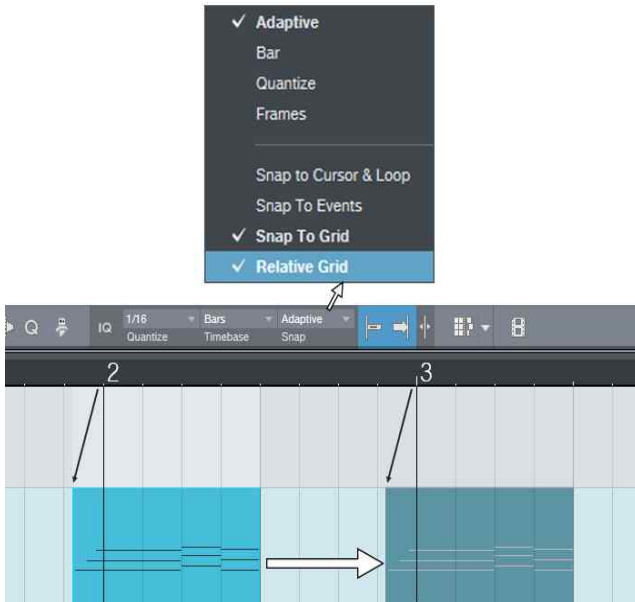 Adaptive
Bar
Quantize
Frames
Snap to Cursor & Loop
Snap To Events
Snap To Grid
Relative Grid
Q IQ 1/16 Bars Adaptive
Quantize Timebase Snap
2 3